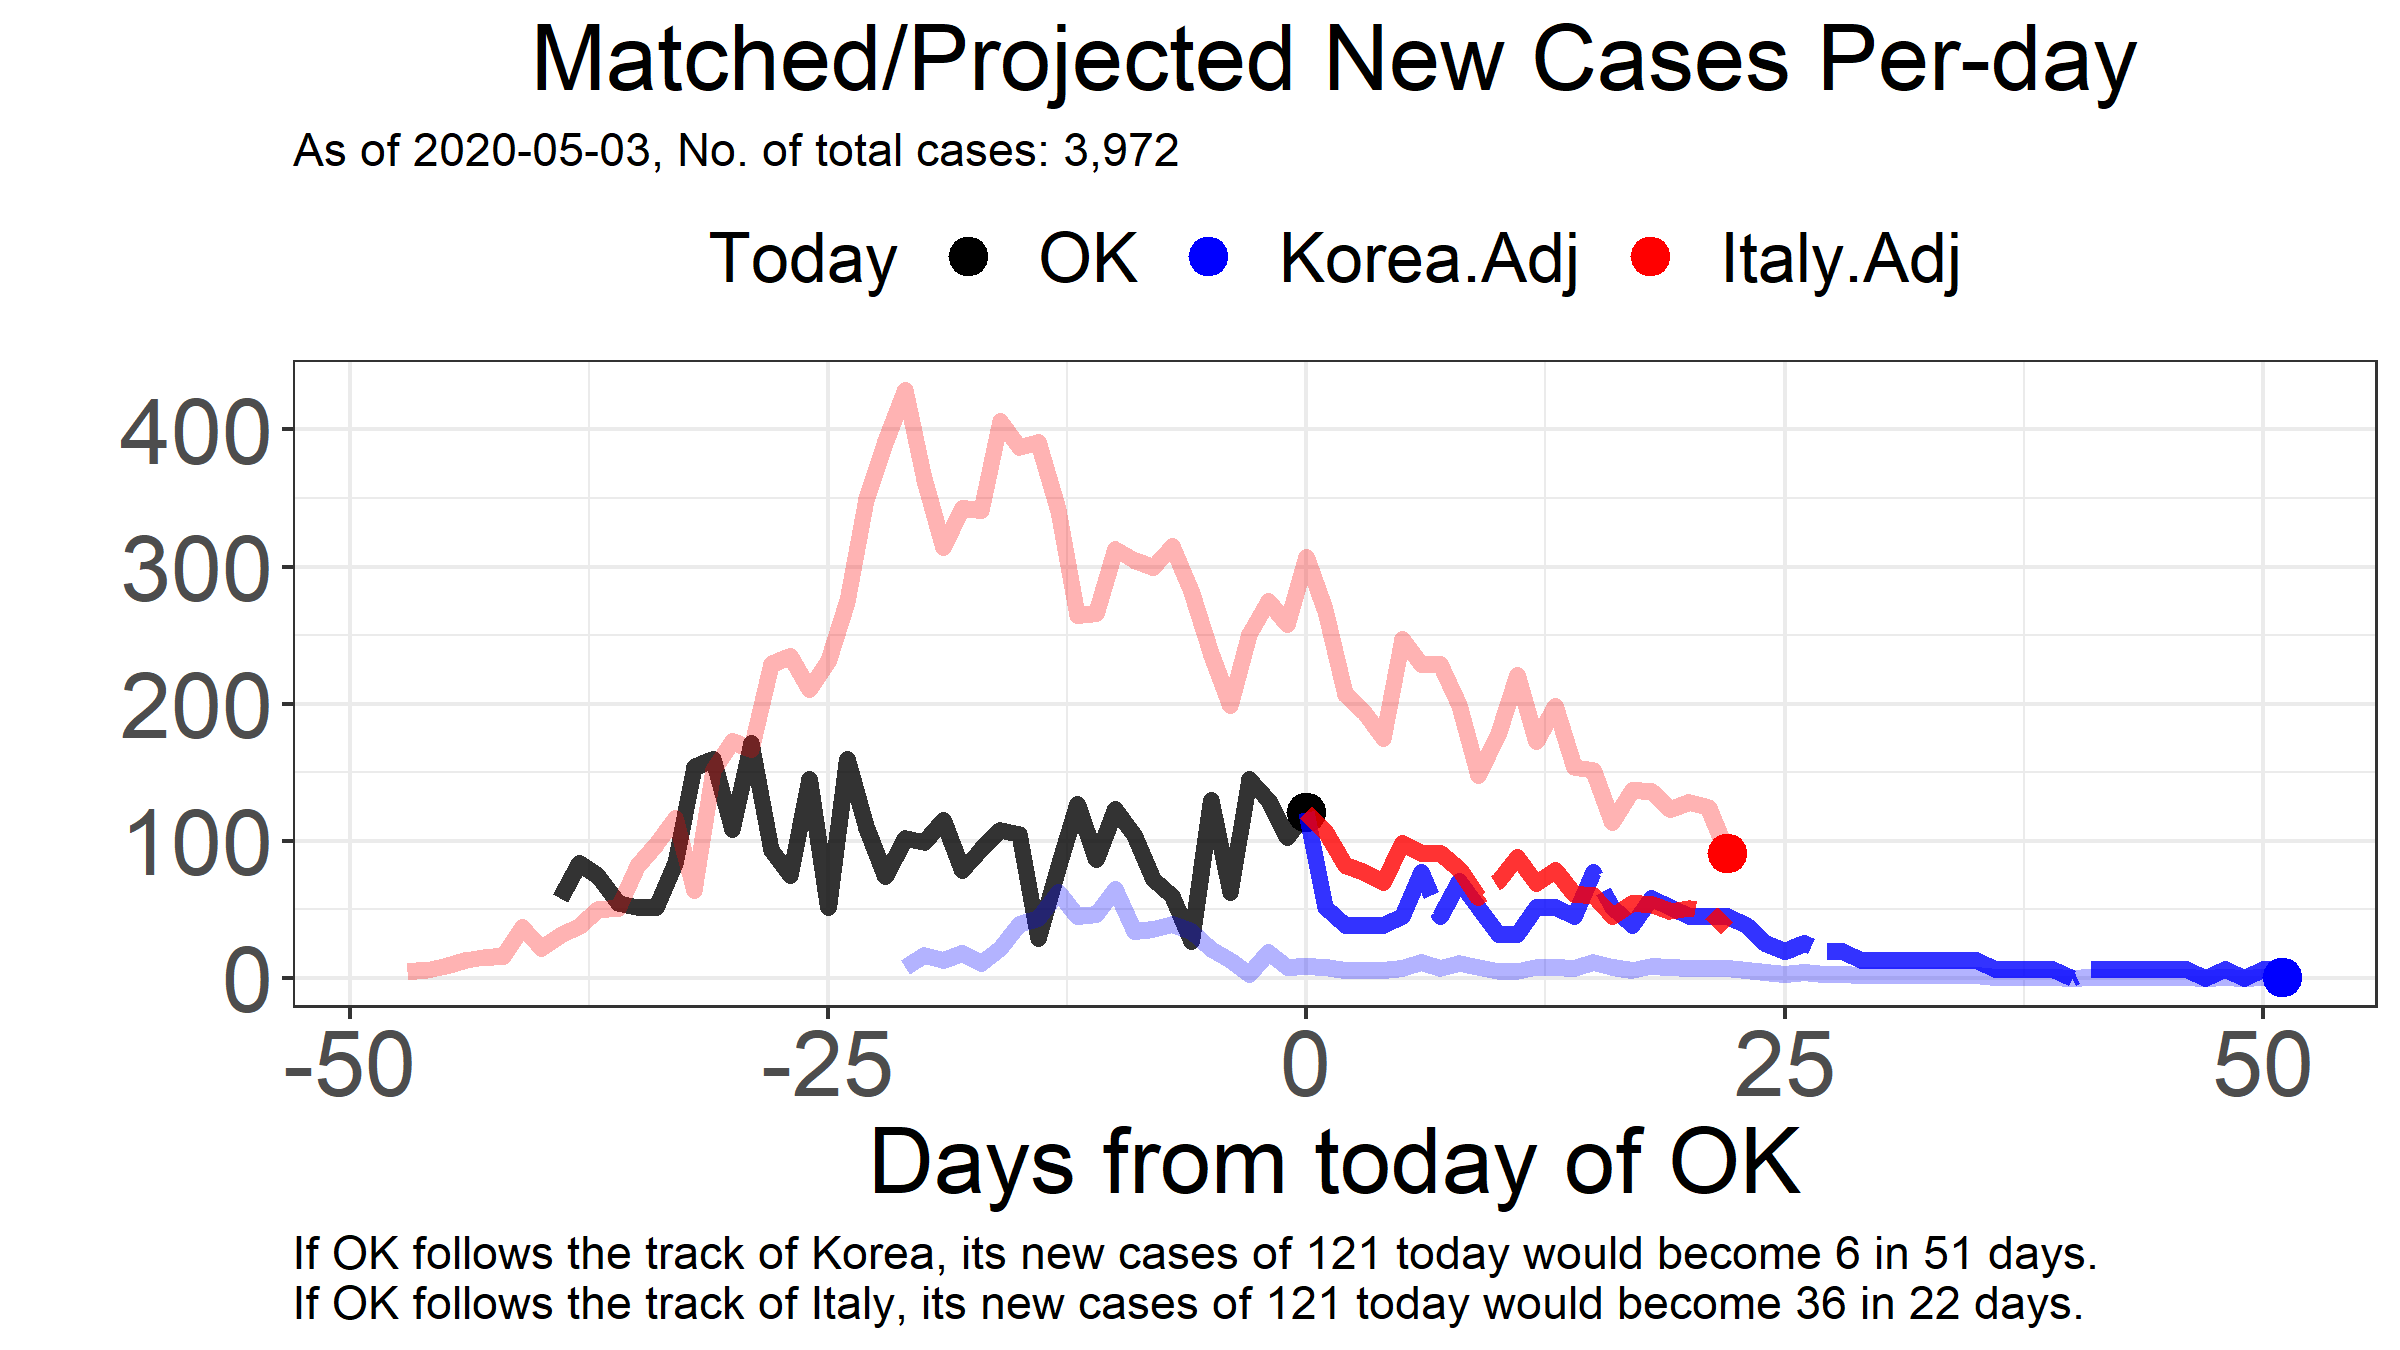 Matched/Projected New Cases Per-day
As of 2020-05-03, No. of total cases: 3,972
Today OK Korea.Adj Italy.Adj
400
300
200
100
0
-50 -25 0 25 50
Days from today of OK
If OK follows the track of Korea, its new cases of 121 today would become 6 in 51 days.
If OK follows the track of Italy, its new cases of 121 today would become 36 in 22 days.